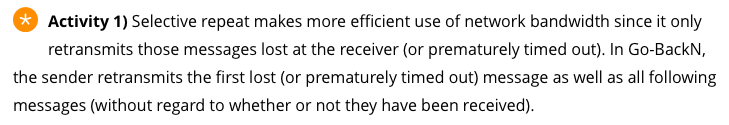 * Activity 1) Selective repeat makes more efficient use of network bandwidth since it only
retransmits those messages lost at the receiver (or prematurely timed out). In Go-BackN,
the sender retransmits the first lost (or prematurely timed out) message as well as all following
messages (without regard to whether or not they have been received).